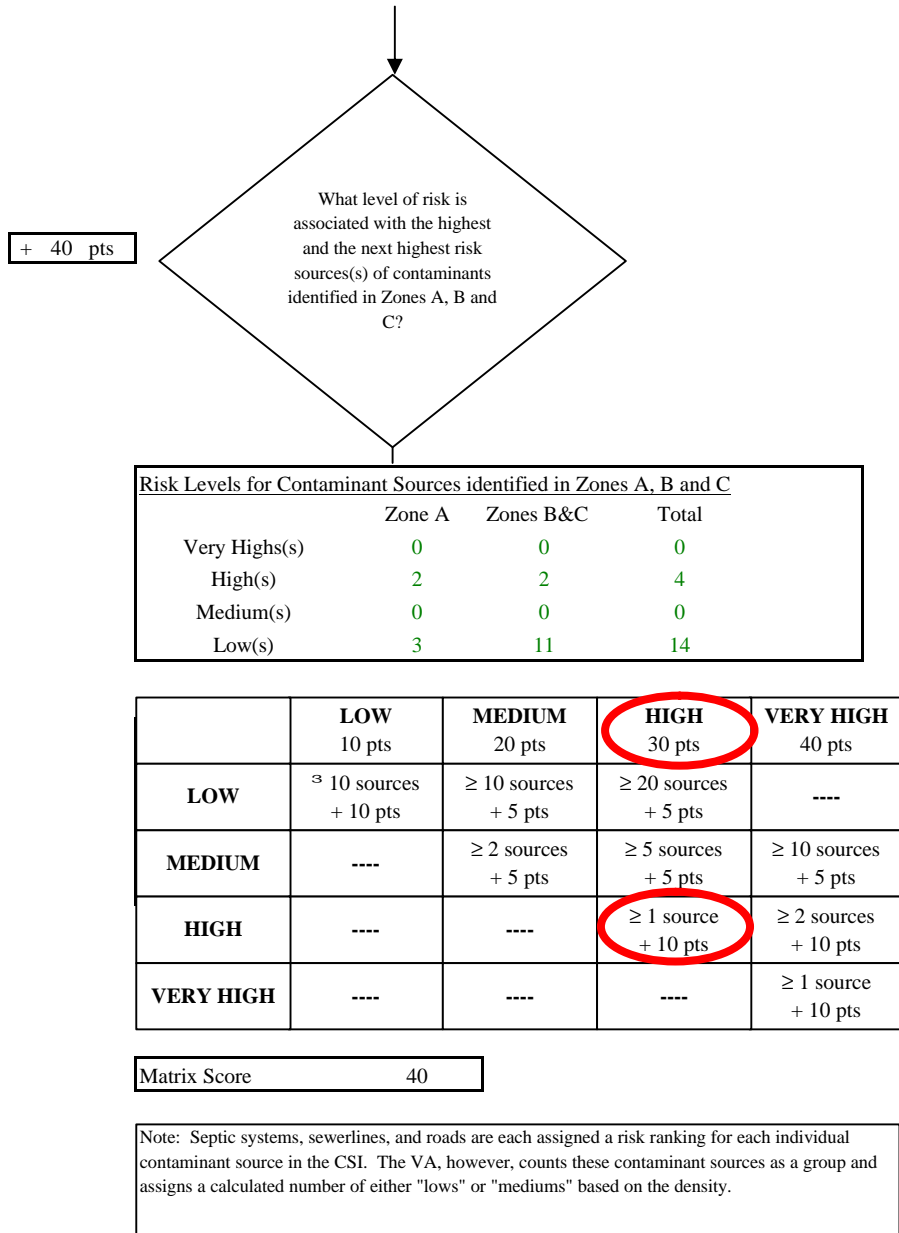 What level of risk is
associated with the highest
and the next highest risk
sources(s) of contaminants
identified in Zones A, B and
C?
+ 40 pts
Risk Levels for Contaminant Sources identified in Zones A, B and C
Zone A Zones B&C Total
Very Highs(s) 0 0 0
High(s) 2 2 4
Medium(s) 0 0 0
Low(s) 3 11 14
LOW MEDIUM HIGH VERY HIGH
10 pts 20 pts 30 pts 40 pts
LOW ³ 10 sources + 10 pts ≥ 10 sources + 5 pts ≥ 20 sources + 5 pts ----
MEDIUM ---- ≥ 2 sources + 5 pts ≥ 5 sources + 5 pts ≥ 10 sources + 5 pts
HIGH ---- ---- ≥ 1 source + 10 pts ≥ 2 sources + 10 pts
VERY HIGH ---- ---- ---- ≥ 1 source + 10 pts
Matrix Score 40
Note: Septic systems, sewerlines, and roads are each assigned a risk ranking for each individual
contaminant source in the CSI. The VA, however, counts these contaminant sources as a group and
assigns a calculated number of either "lows" or "mediums" based on the density.